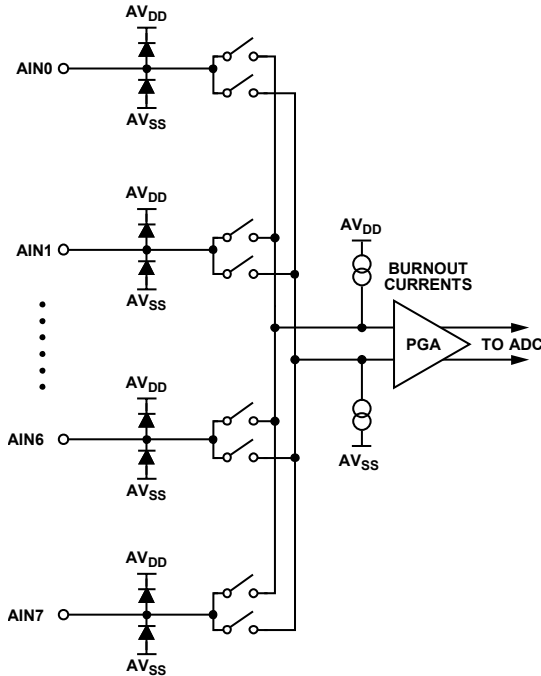 AVDD
AIN0
AVSS
AVDD
AIN1
AVSS
AVDD
BURNOUT
CURRENTS
PGA
TO ADC
AVSS
AVDD
AIN6
AVSS
AVDD
AIN7
AVSS